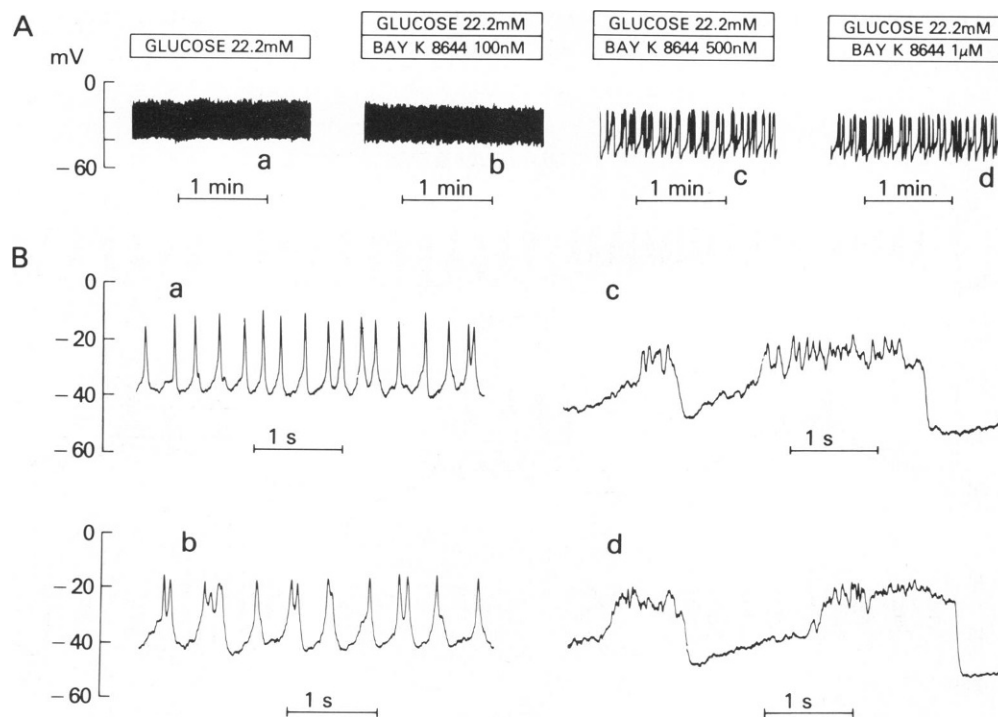 A
GLUCOSE 22.2mM
GLUCOSE 22.2mM
BAY K 8644 100nM
GLUCOSE 22.2mM
BAY K 8644 500nM
GLUCOSE 22.2mM
BAY K 8644 1μM
mV
0
−60
a
b
c
d
1 min
1 min
1 min
1 min
B
0
−20
−40
−60
a
1 s
c
1 s
0
−20
−40
−60
b
1 s
d
1 s